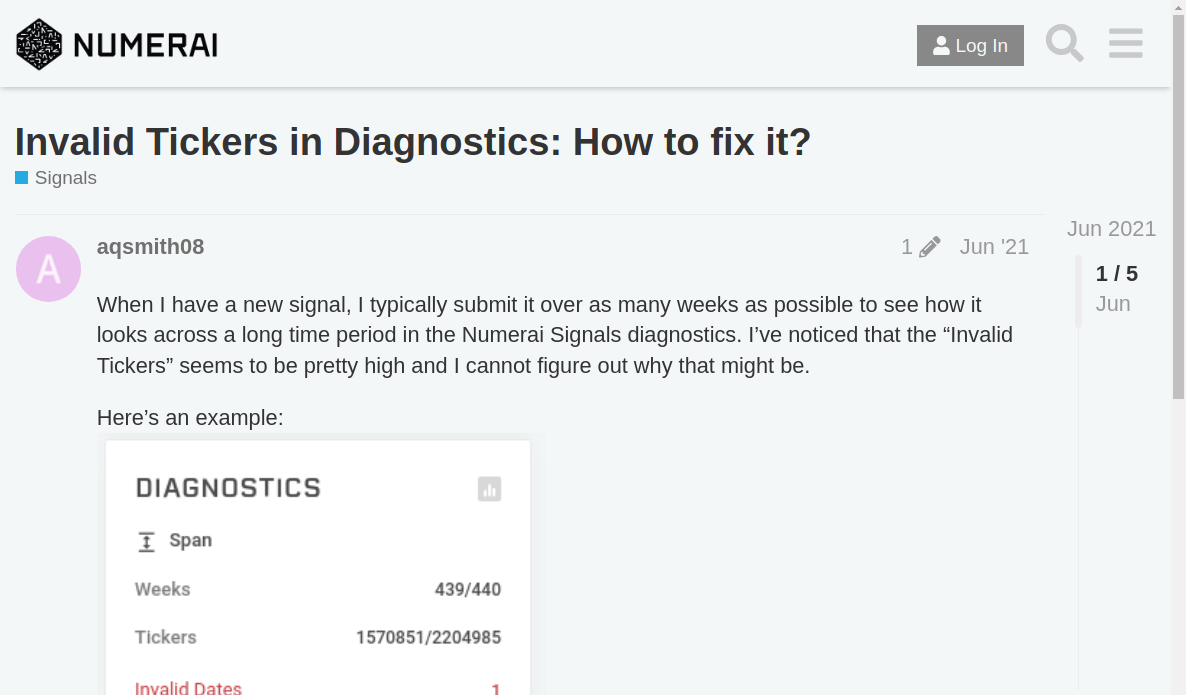 NUMERAI
Log In
Invalid Tickers in Diagnostics: How to fix it?
Signals
Jun 2021
A
aqsmith08
1
Jun '21
1 / 5
Jun
When I have a new signal, I typically submit it over as many weeks as possible to see how it
looks across a long time period in the Numerai Signals diagnostics. I’ve noticed that the “Invalid
Tickers” seems to be pretty high and I cannot figure out why that might be.
Here’s an example:
DIAGNOSTICS
Span
Weeks 439/440
Tickers 1570851/2204985
Invalid Dates 1